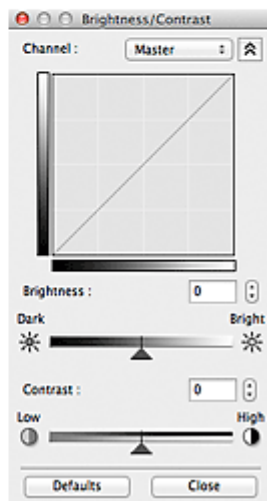 Brightness/Contrast
Channel : Master
Brightness : 0
Dark Bright
Contrast : 0
Low High
Defaults Close